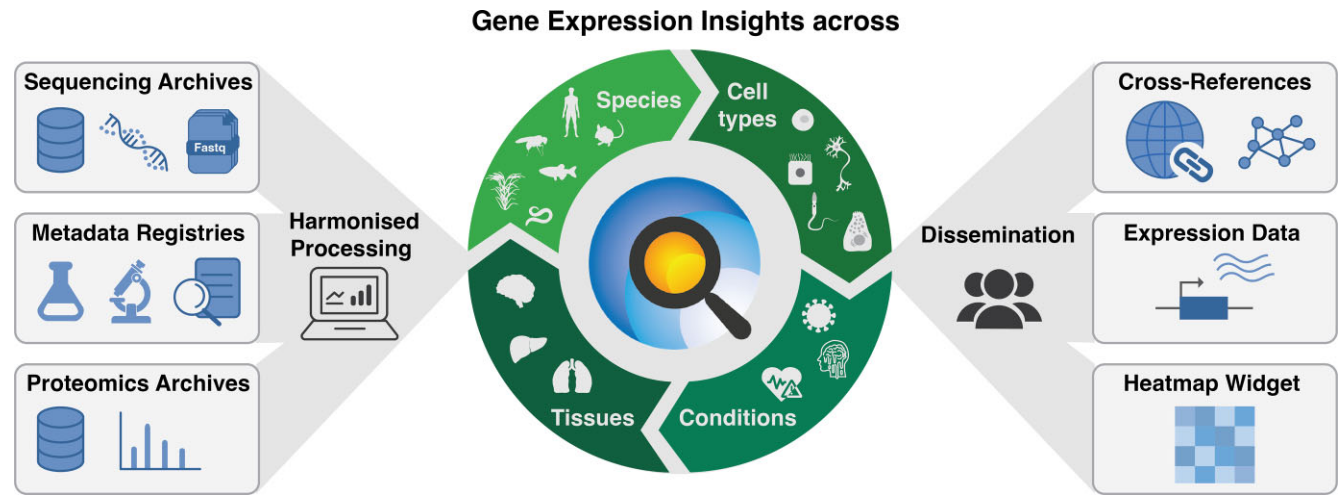 Gene Expression Insights across
Sequencing Archives
Fastq
Metadata Registries
Proteomics Archives
Harmonised
Processing
Species
Cell
types
Tissues
Conditions
Dissemination
Cross-References
Expression Data
Heatmap Widget